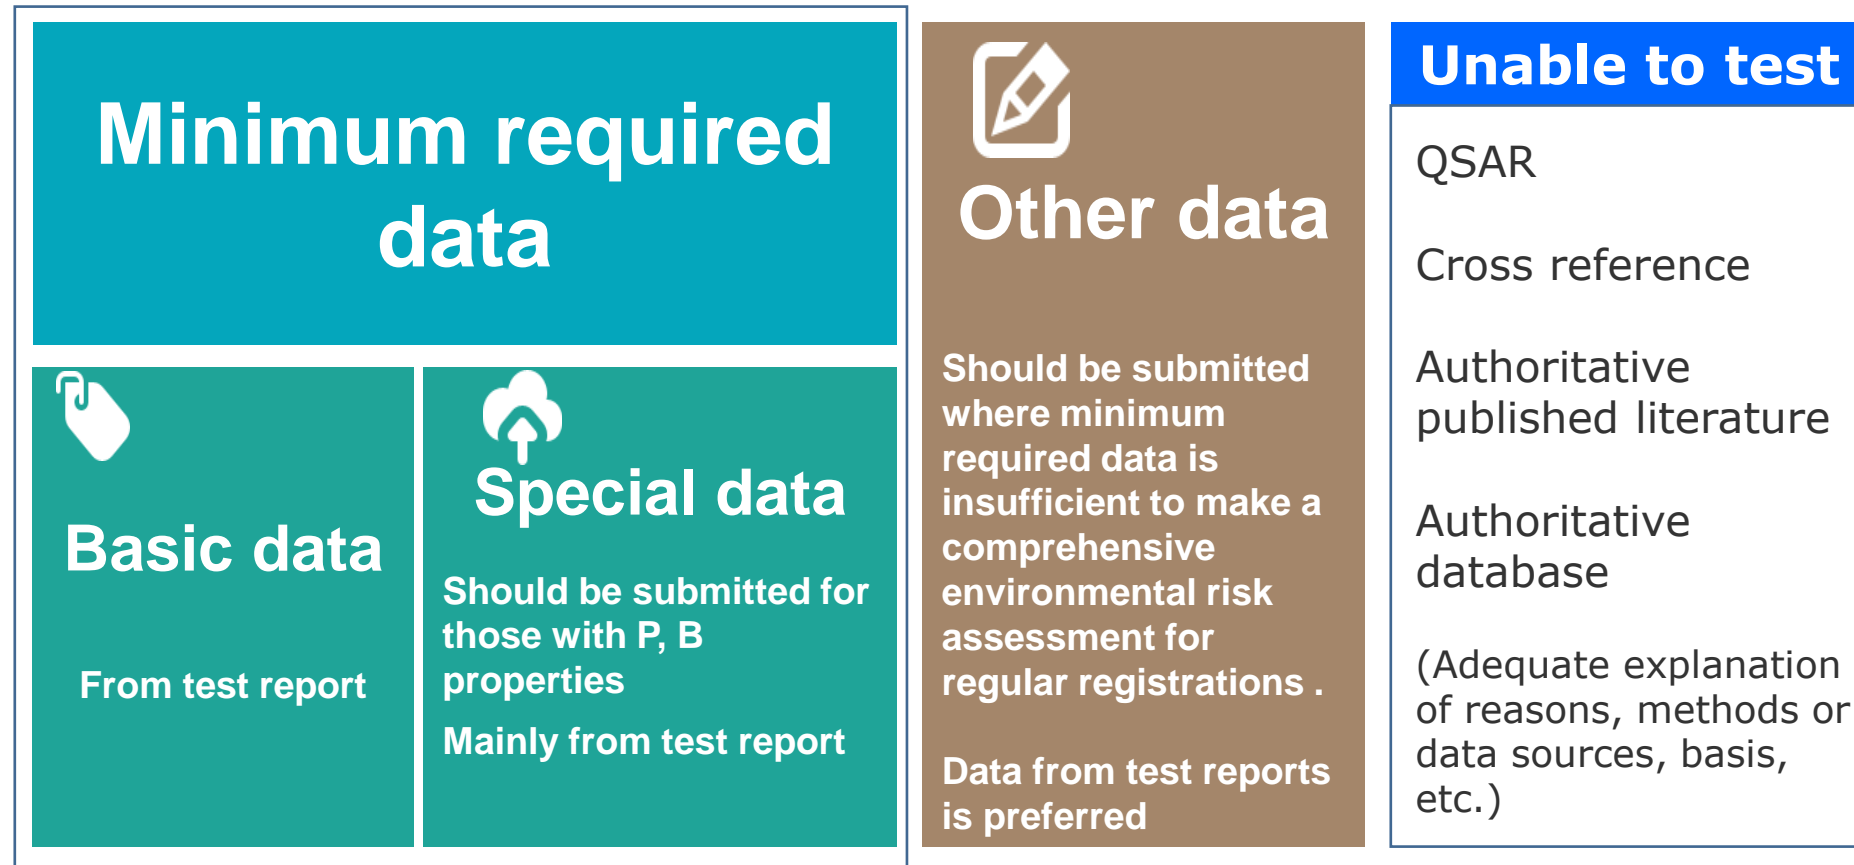 Minimum required
data
Basic data
From test report
Special data
Should be submitted for
those with P, B
properties
Mainly from test report
Other data
Should be submitted
where minimum
required data is
insufficient to make a
comprehensive
environmental risk
assessment for
regular registrations .
Data from test reports
is preferred
Unable to test
QSAR
Cross reference
Authoritative
published literature
Authoritative
database
(Adequate explanation
of reasons, methods or
data sources, basis,
etc.)